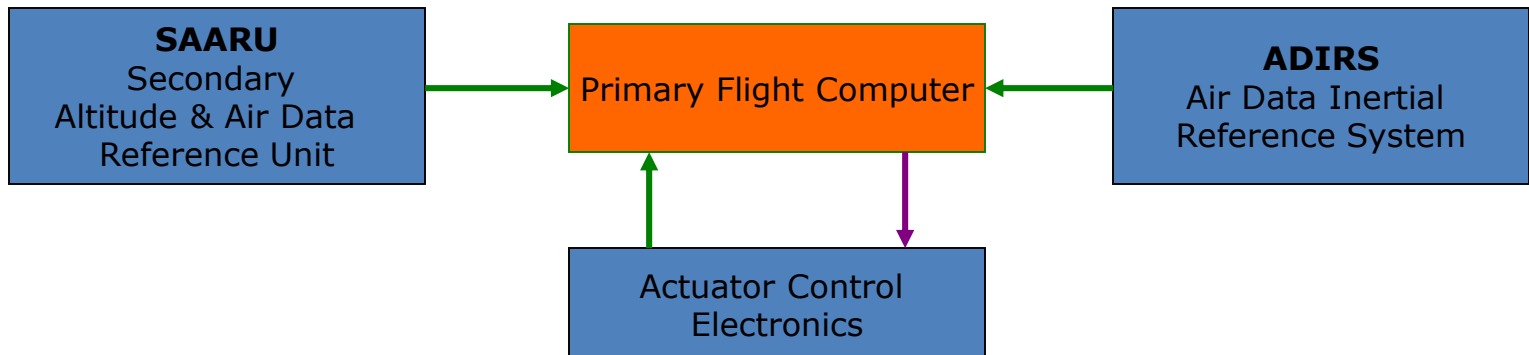 SAARU
Secondary
Altitude & Air Data
Reference Unit
Primary Flight Computer
ADIRS
Air Data Inertial
Reference System
Actuator Control
Electronics